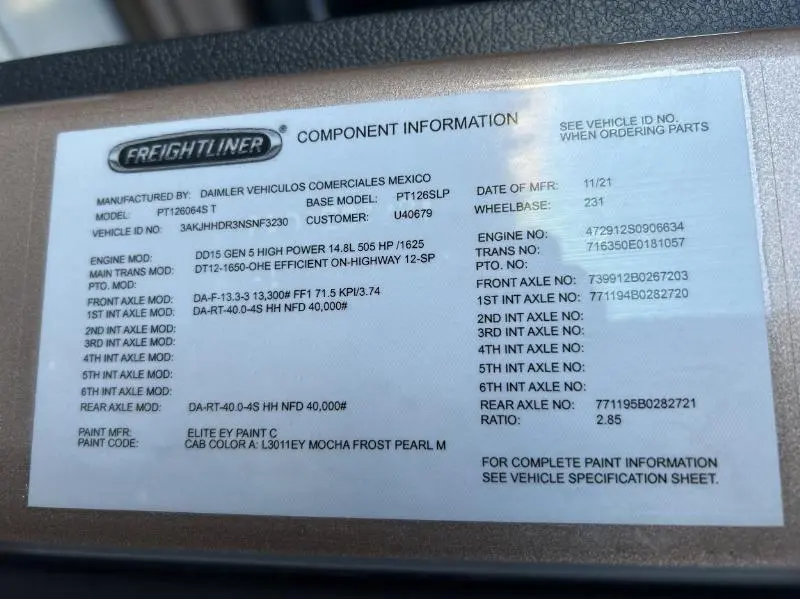 FREIGHTLINER® COMPONENT INFORMATION SEE VEHICLE ID NO.
WHEN ORDERING PARTS
MANUFACTURED BY: DAIMLER VEHICULOS COMERCIALES MEXICO DATE OF MFR: 11/21
MODEL: PT126064S T BASE MODEL: PT126SLP WHEELBASE: 231
VEHICLE ID NO: 3AKJHHDR3NSNF3230 CUSTOMER: U40679
ENGINE MOD: DD15 GEN 5 HIGH POWER 14.8L 505 HP /1625 ENGINE NO: 472912S0906634
MAIN TRANS MOD: DT12-1650-OHE EFFICIENT ON-HIGHWAY 12-SP TRANS NO: 716350E0181057
PTO. MOD: PTO. NO:
FRONT AXLE MOD: DA-F-13.3-3 13,300# FF1 71.5 KPI/3.74 FRONT AXLE NO: 739912B0267203
1ST INT AXLE MOD: DA-RT-40.0-4S HH NFD 40,000# 1ST INT AXLE NO: 771194B0282720
2ND INT AXLE MOD: 2ND INT AXLE NO:
3RD INT AXLE MOD: 3RD INT AXLE NO:
4TH INT AXLE MOD: 4TH INT AXLE NO:
5TH INT AXLE MOD: 5TH INT AXLE NO:
6TH INT AXLE MOD: 6TH INT AXLE NO:
REAR AXLE MOD: DA-RT-40.0-4S HH NFD 40,000# REAR AXLE NO: 771195B0282721
RATIO: 2.85
PAINT MFR: ELITE EY PAINT C
PAINT CODE: CAB COLOR A: L3011EY MOCHA FROST PEARL M
FOR COMPLETE PAINT INFORMATION
SEE VEHICLE SPECIFICATION SHEET.